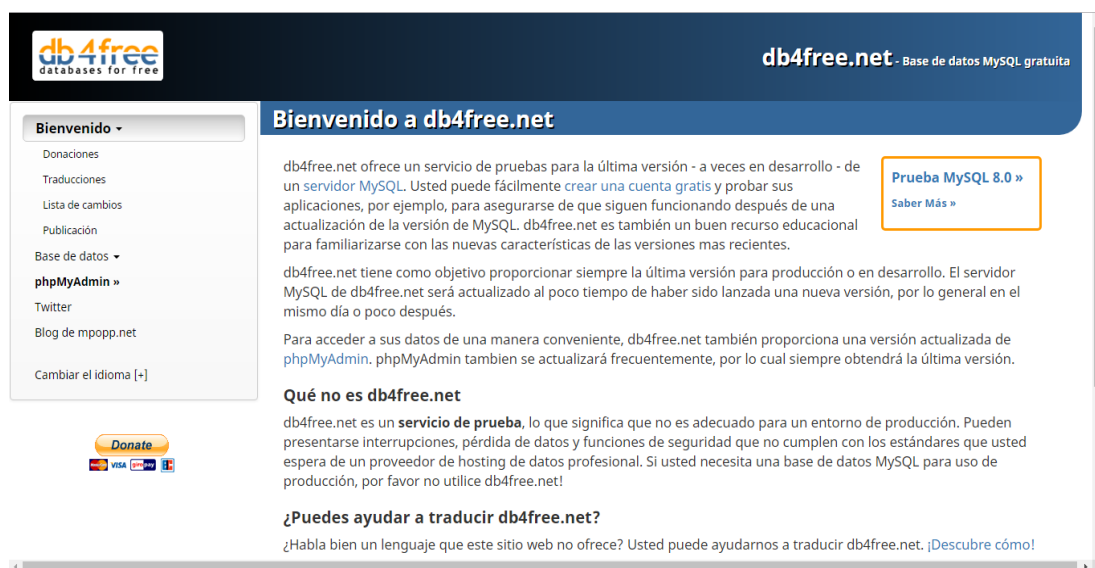 db4free
databases for free
db4free.net - Base de datos MySQL gratuita
Bienvenido
Donaciones
Traducciones
Lista de cambios
Publicación
Base de datos
phpMyAdmin »
Twitter
Blog de mpopp.net
Cambiar el idioma [+]
Donate
VISA
Bienvenido a db4free.net
db4free.net ofrece un servicio de pruebas para la última versión - a veces en desarrollo - de
un servidor MySQL. Usted puede fácilmente crear una cuenta gratis y probar sus
aplicaciones, por ejemplo, para asegurarse de que siguen funcionando después de una
actualización de la versión de MySQL. db4free.net es también un buen recurso educacional
para familiarizarse con las nuevas características de las versiones mas recientes.
Prueba MySQL 8.0 »
Saber Más »
db4free.net tiene como objetivo proporcionar siempre la última versión para producción o en desarrollo. El servidor
MySQL de db4free.net será actualizado al poco tiempo de haber sido lanzada una nueva versión, por lo general en el
mismo día o poco después.
Para acceder a sus datos de una manera conveniente, db4free.net también proporciona una versión actualizada de
phpMyAdmin. phpMyAdmin tambien se actualizará frecuentemente, por lo cual siempre obtendrá la última versión.
Qué no es db4free.net
db4free.net es un servicio de prueba, lo que significa que no es adecuado para un entorno de producción. Pueden
presentarse interrupciones, pérdida de datos y funciones de seguridad que no cumplen con los estándares que usted
espera de un proveedor de hosting de datos profesional. Si usted necesita una base de datos MySQL para uso de
producción, por favor no utilice db4free.net!
¿Puedes ayudar a traducir db4free.net?
¿Habla bien un lenguaje que este sitio web no ofrece? Usted puede ayudarnos a traducir db4free.net. ¡Descubre cómo!